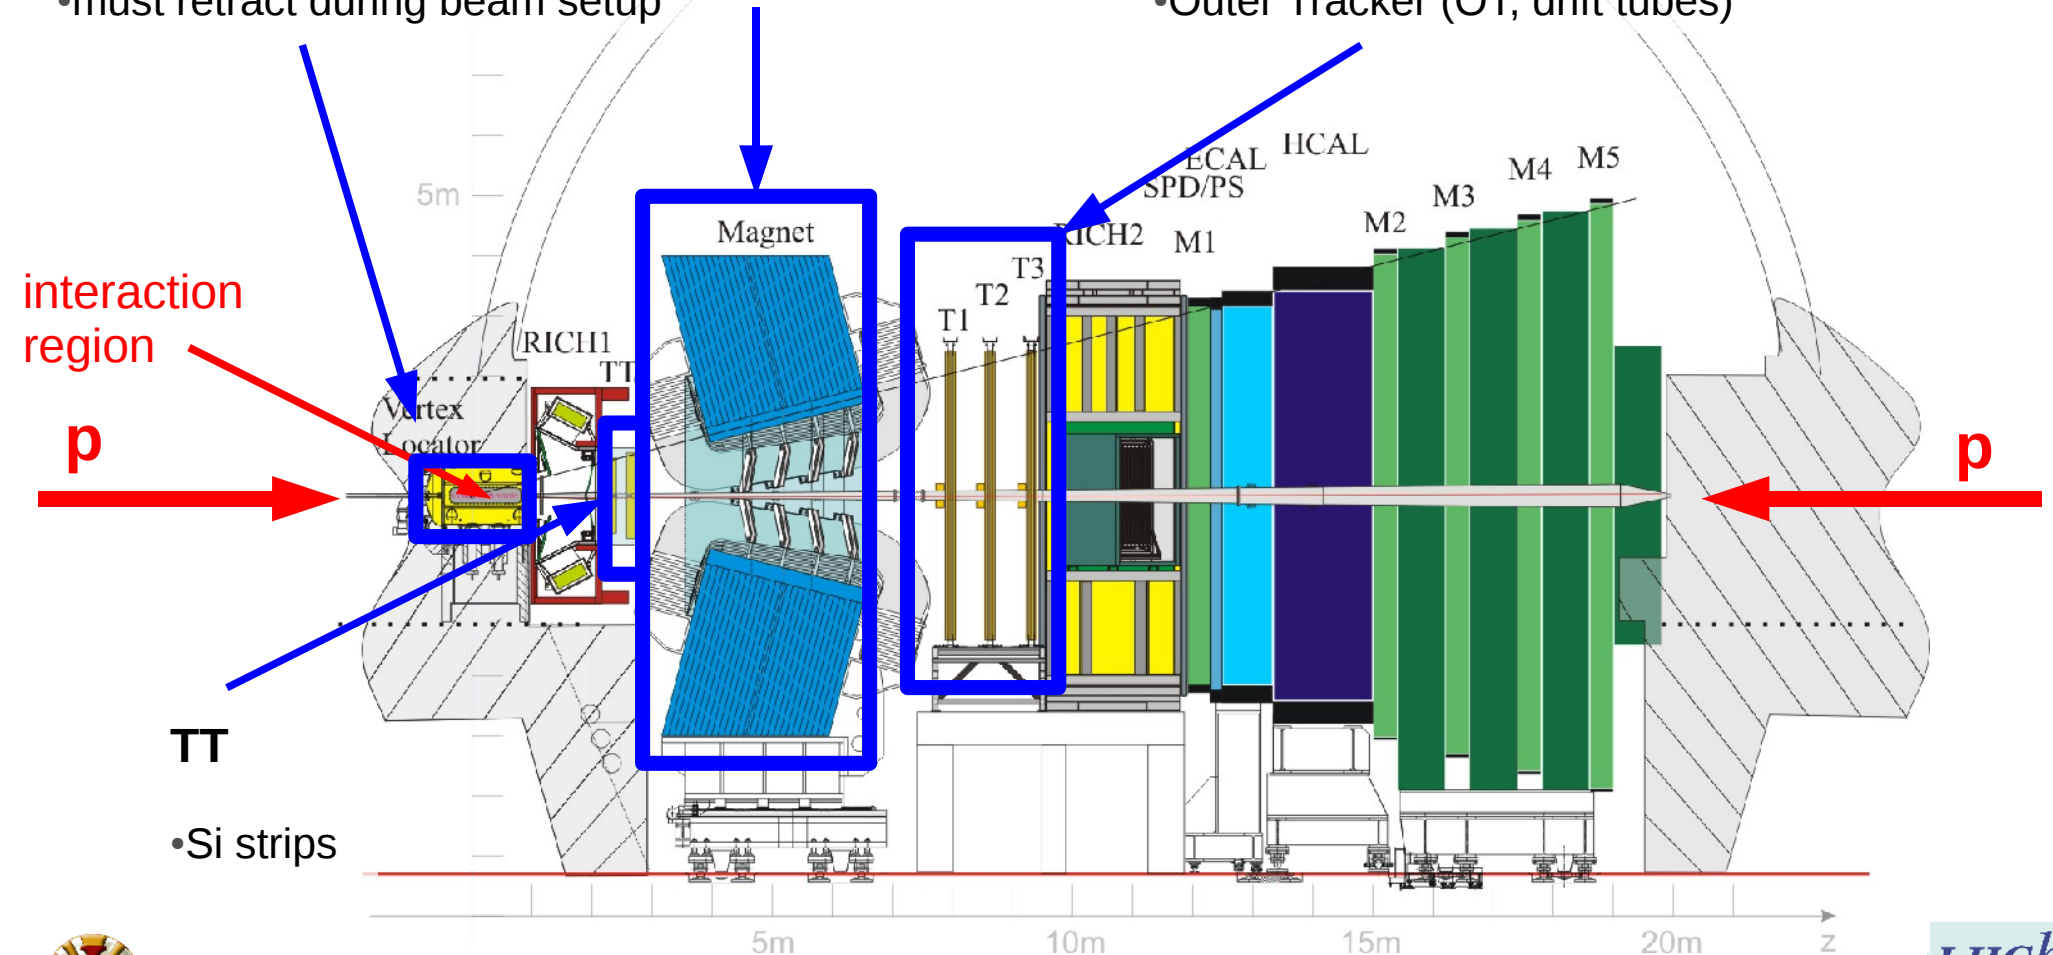 •must retract during beam setup
•Outer Tracker (OT, drift tubes)
HCAL
ECAL
M5
M4
SPD/PS
M3
5m
M2
Magnet
RICH2
M1
interaction
region
T3
T2
T1
RICH1
TT
Vertex
Locator
p
p
TT
•Si strips
5m
10m
15m
20m
z